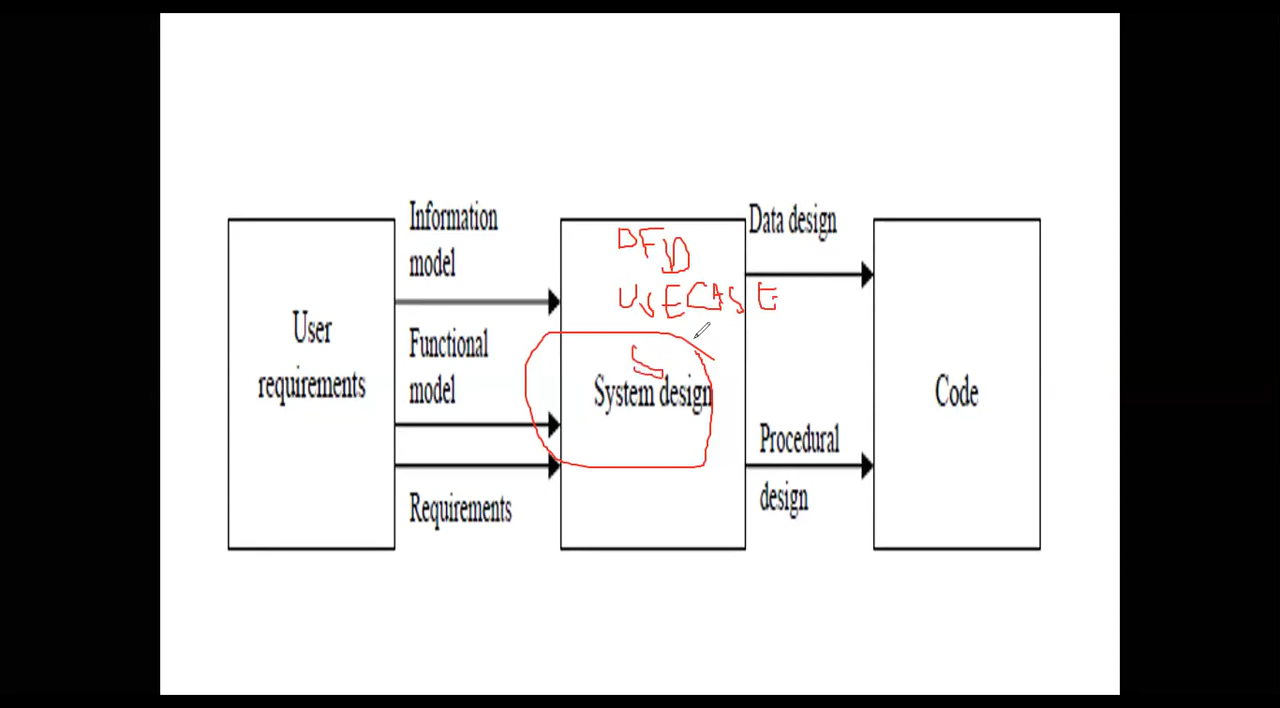 User
requirements
Information
model
Functional
model
Requirements
DFD
USECASE
System design
Data design
Procedural
design
Code